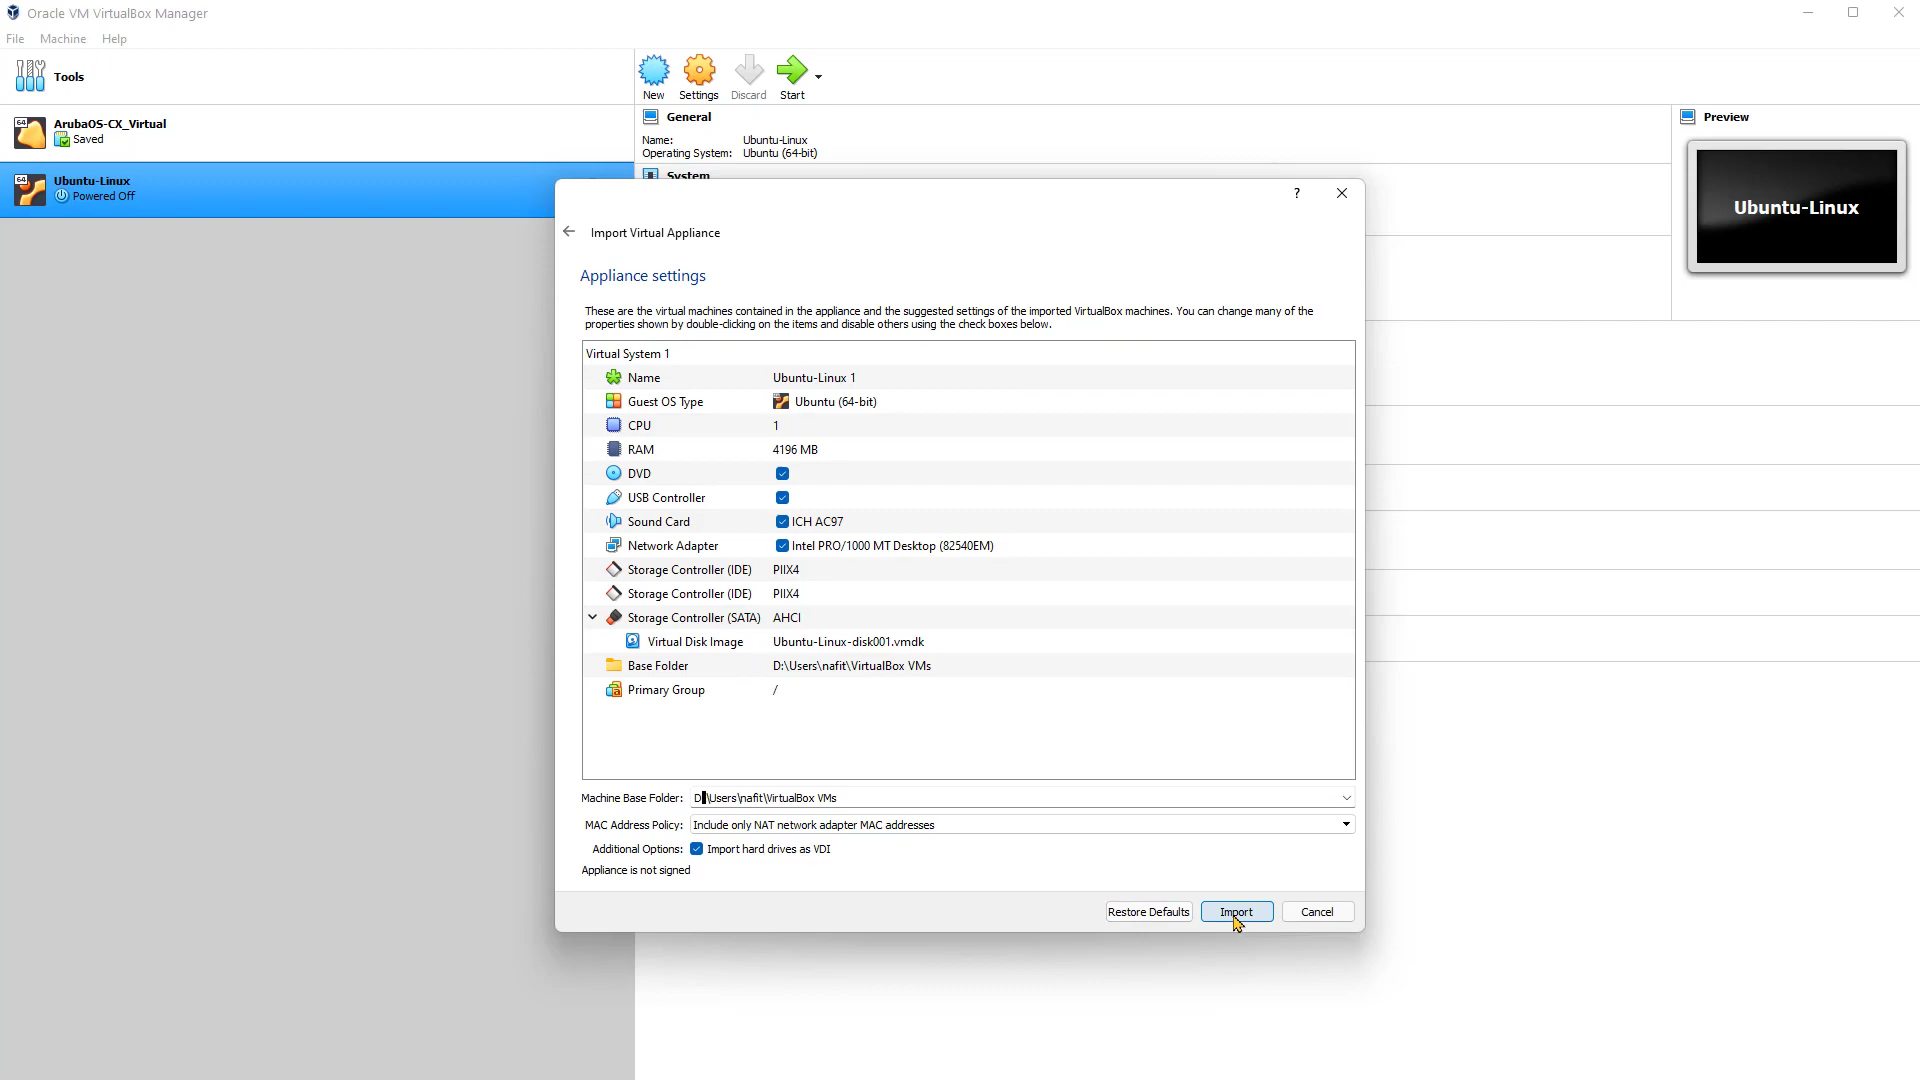 Oracle VM VirtualBox Manager
File Machine Help
Tools
New Settings Discard Start
64 ArubaOS-CX_Virtual
Saved
64 Ubuntu-Linux
Powered Off
General
Name: Ubuntu-Linux
Operating System: Ubuntu (64-bit)
System
Preview
Ubuntu-Linux
?
Import Virtual Appliance
Appliance settings
These are the virtual machines contained in the appliance and the suggested settings of the imported VirtualBox machines. You can change many of the
properties shown by double-clicking on the items and disable others using the check boxes below.
Virtual System 1
Name Ubuntu-Linux 1
Guest OS Type Ubuntu (64-bit)
CPU 1
RAM 4196 MB
DVD
USB Controller
Sound Card ICH AC97
Network Adapter Intel PRO/1000 MT Desktop (82540EM)
Storage Controller (IDE) PIIX4
Storage Controller (IDE) PIIX4
Storage Controller (SATA) AHCI
Virtual Disk Image Ubuntu-Linux-disk001.vmdk
Base Folder D:\Users\nafit\VirtualBox VMs
Primary Group /
Machine Base Folder: D:\Users\nafit\VirtualBox VMs
MAC Address Policy: Include only NAT network adapter MAC addresses
Additional Options: Import hard drives as VDI
Appliance is not signed
Restore Defaults Import Cancel